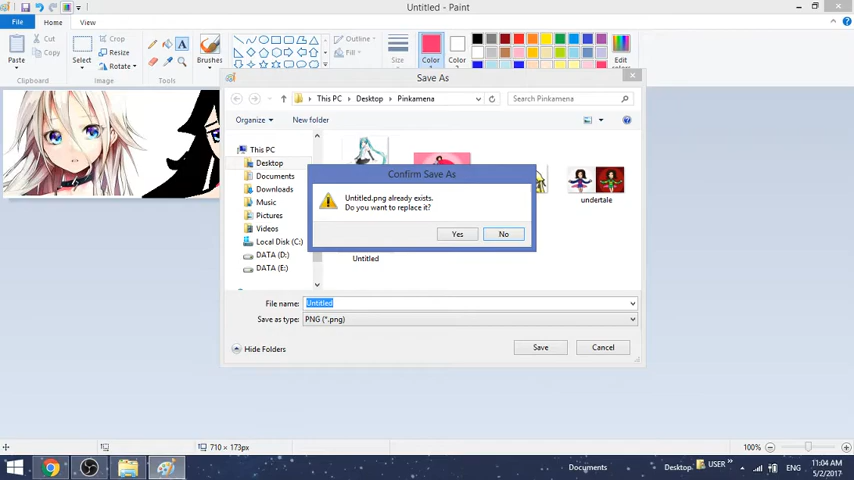 Untitled - Paint
File Home View
Paste
Cut
Copy
Clipboard
Select
Crop
Resize
Rotate
Image
Tools
Brushes
Outline
Fill
Size
Color
Color
Edit
Save As
This PC Desktop Pinkamena
Search Pinkamena
Organize New folder
This PC
Desktop
Documents
Downloads
Music
Pictures
Videos
Local Disk (C:)
DATA (D:)
DATA (E:)
undertale
Untitled
Confirm Save As
Untitled.png already exists.
Do you want to replace it?
Yes No
File name: Untitled
Save as type: PNG (*.png)
Hide Folders Save Cancel
710 × 173px 100%
Documents Desktop USER ENG 11:04 AM
5/2/2017